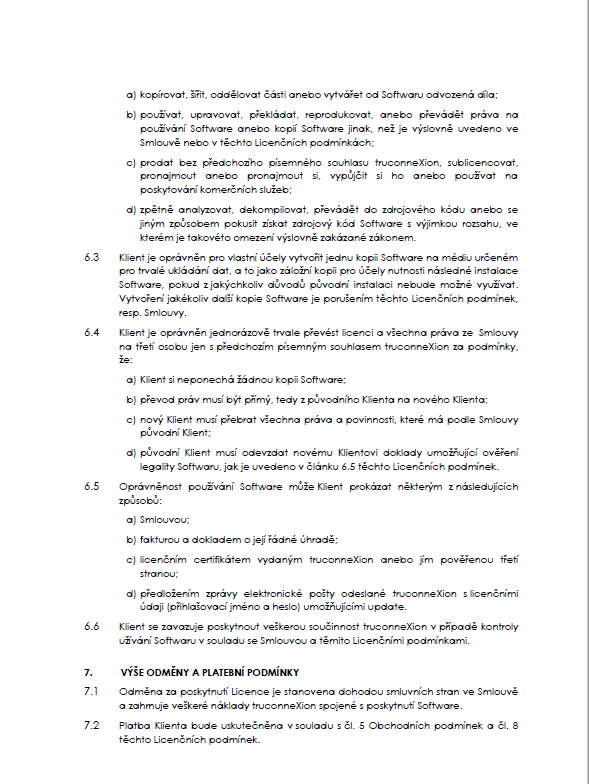 a) kopírovat, šířit, oddělovat části anebo vytvářet od Softwaru odvozená díla;
b) používat, upravovat, překládat, reprodukovat, anebo převádět práva na
používání Software anebo kopií Software jinak, než je výslovně uvedeno ve
Smlouvě nebo v těchto Licenčních podmínkách;
c) prodat bez předchozího písemného souhlasu truconneXion, sublicencovat,
pronajmout anebo pronajmout si, vypůjčit si ho anebo používat na
poskytování komerčních služeb;
d) zpětně analyzovat, dekompilovat, převádět do zdrojového kódu anebo se
jiným způsobem pokusit získat zdrojový kód Software s výjimkou rozsahu, ve
kterém je takovéto omezení výslovně zakázané zákonem.
6.3 Klient je oprávněn pro vlastní účely vytvořit jednu kopii Software na médiu určeném
pro trvalé ukládání dat, a to jako záložní kopii pro účely nutnosti následné instalace
Software, pokud z jakýchkoliv důvodů původní instalaci nebude možné využívat.
Vytvoření jakékoliv další kopie Software je porušením těchto Licenčních podmínek,
resp. Smlouvy.
6.4 Klient je oprávněn jednorázově trvale převést licenci a všechna práva ze Smlouvy
na třetí osobu jen s předchozím písemným souhlasem truconneXion za podmínky,
že:
a) Klient si neponechá žádnou kopii Software;
b) převod práv musí být přímý, tedy z původního Klienta na nového Klienta;
c) nový Klient musí přebrat všechna práva a povinnosti, které má podle Smlouvy
původní Klient;
d) původní Klient musí odevzdat novému Klientovi doklady umožňující ověření
legality Softwaru, jak je uvedeno v článku 6.5 těchto Licenčních podmínek.
6.5 Oprávněnost používání Software může Klient prokázat některým z následujících
způsobů:
a) Smlouvou;
b) fakturou a dokladem o její řádné úhradě;
c) licenčním certifikátem vydaným truconneXion anebo jím pověřenou třetí
stranou;
d) předložením zprávy elektronické pošty odeslané truconneXion s licenčními
údaji (přihlašovací jméno a heslo) umožňujícími update.
6.6 Klient se zavazuje poskytnout veškerou součinnost truconneXion v případě kontroly
užívání Softwaru v souladu se Smlouvou a těmito Licenčními podmínkami.
7. VÝŠE ODMĚNY A PLATEBNÍ PODMÍNKY
7.1 Odměna za poskytnutí Licence je stanovena dohodou smluvních stran ve Smlouvě
a zahrnuje veškeré náklady truconneXion spojené s poskytnutí Software.
7.2 Platba Klienta bude uskutečněna v souladu s čl. 5 Obchodních podmínek a čl. 8
těchto Licenčních podmínek.